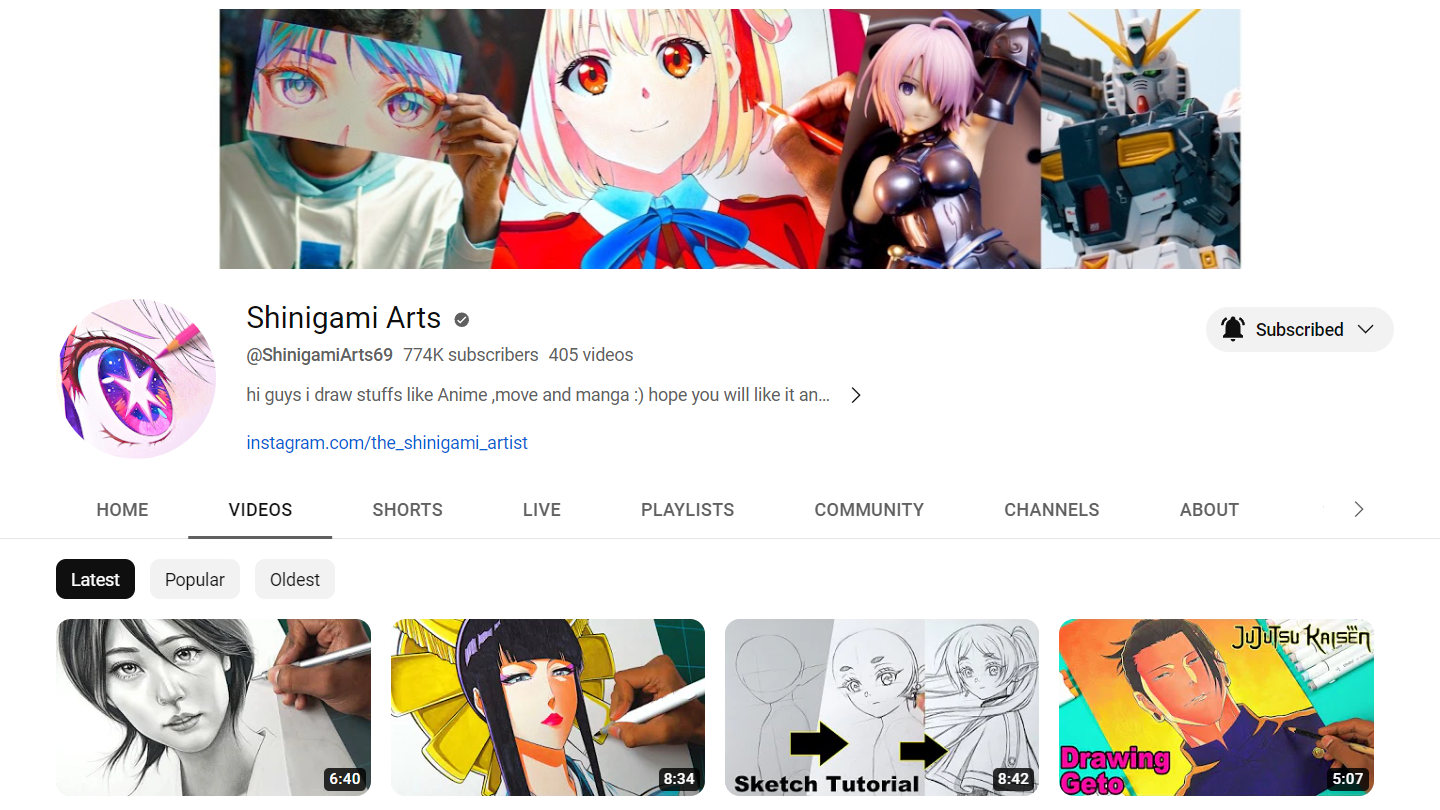 Shinigami Arts
@ShinigamiArts69 774K subscribers 405 videos
hi guys i draw stuffs like Anime ,move and manga :) hope you will like it an...
instagram.com/the_shinigami_artist
Subscribed
HOME VIDEOS SHORTS LIVE PLAYLISTS COMMUNITY CHANNELS ABOUT
Latest Popular Oldest
6:40
8:34
Sketch Tutorial
8:42
JUJUTSU KAISEN
Drawing
Geto
5:07